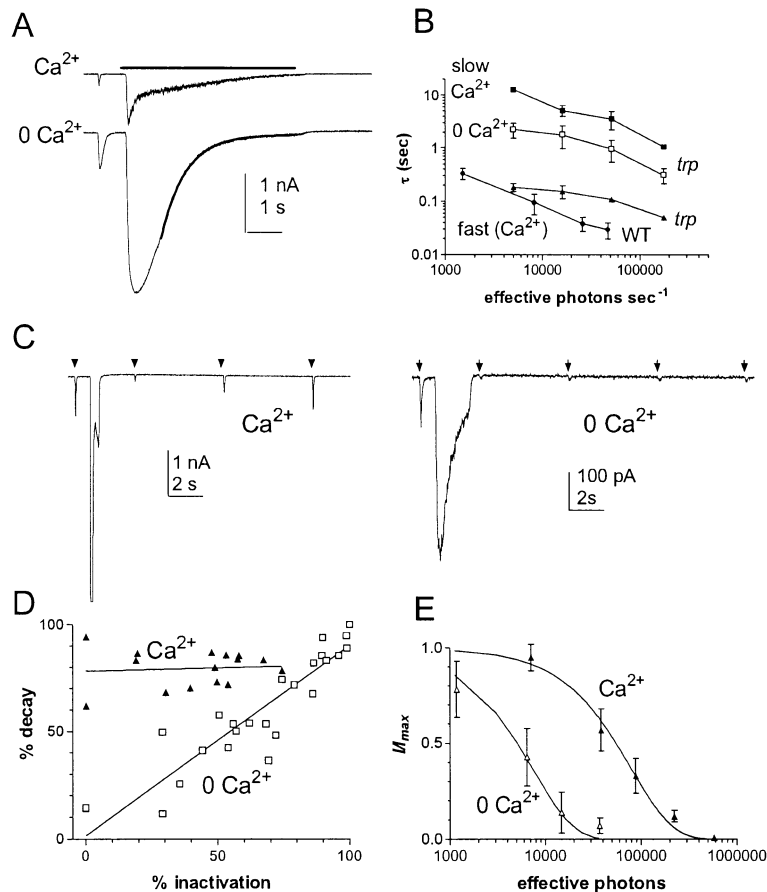 A
Ca2+
0 Ca2+
1 nA
1 s
B
slow
Ca2+
0 Ca2+
trp
trp
fast (Ca2+)
WT
10
1
0.1
0.01
τ (sec)
1000
10000
100000
effective photons sec-1
C
Ca2+
1 nA
2 s
0 Ca2+
100 pA
2s
D
100
50
0
% decay
Ca2+
0 Ca2+
0
50
100
% inactivation
E
1.0
0.5
0.0
I/Imax
Ca2+
0 Ca2+
1000
10000
100000
1000000
effective photons